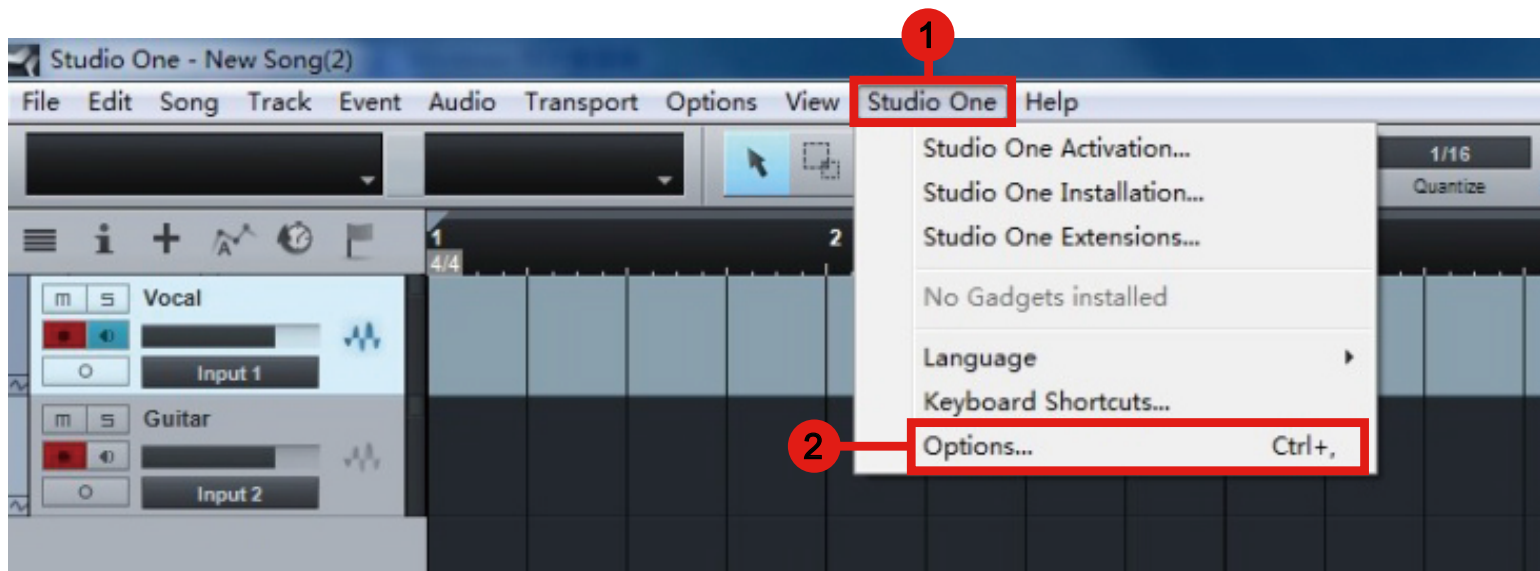 1
Studio One - New Song(2)
File Edit Song Track Event Audio Transport Options View Studio One Help
Studio One Activation...
1/16
Studio One Installation...
Quantize
Studio One Extensions...
1
2
4/4
m S Vocal
No Gadgets installed
Input 1
Language
Keyboard Shortcuts...
m S Guitar
2
Options... Ctrl+,
Input 2